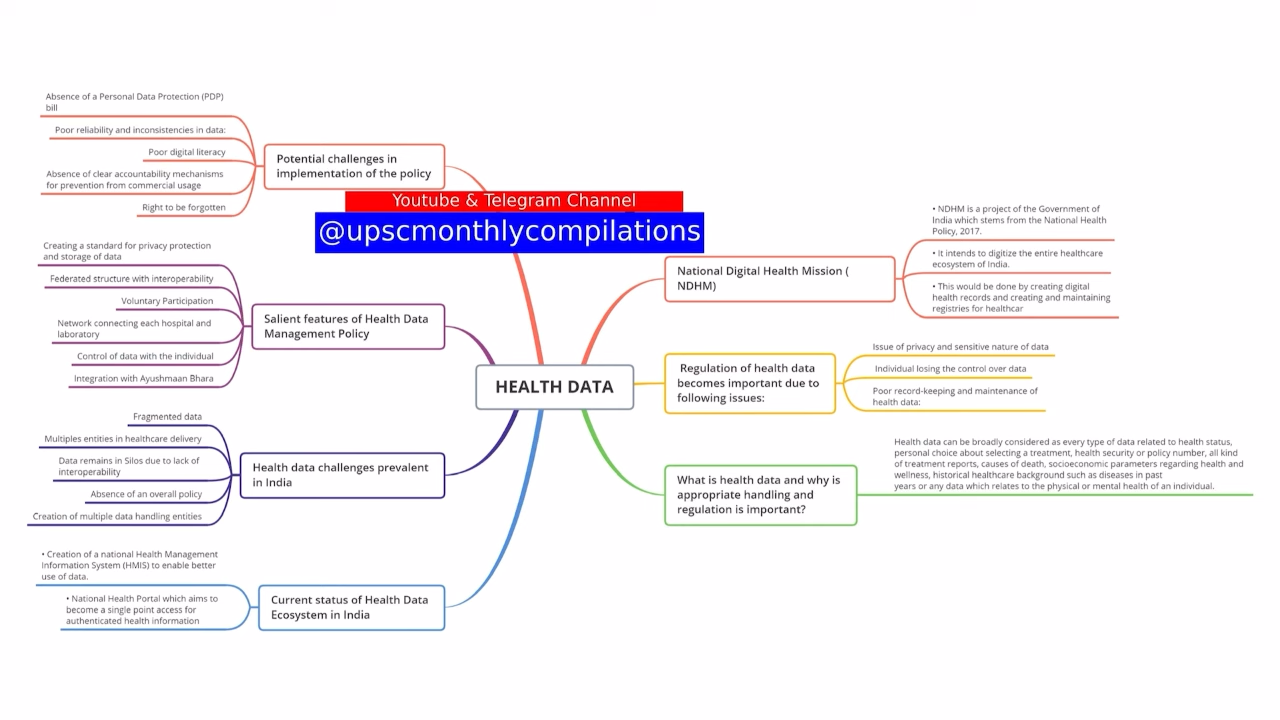 Absence of a Personal Data Protection (PDP)
bill
Poor reliability and inconsistencies in data:
Poor digital literacy
Absence of clear accountability mechanisms
for prevention from commercial usage
Right to be forgotten
Potential challenges in
implementation of the policy
Youtube & Telegram Channel
@upscmonthlycompilations
Creating a standard for privacy protection
and storage of data
Federated structure with interoperability
Voluntary Participation
Network connecting each hospital and
laboratory
Control of data with the individual
Integration with Ayushmaan Bhara
Salient features of Health Data
Management Policy
Fragmented data
Multiples entities in healthcare delivery
Data remains in Silos due to lack of
interoperability
Absence of an overall policy
Creation of multiple data handling entities
Health data challenges prevalent
in India
• Creation of a national Health Management
Information System (HMIS) to enable better
use of data.
• National Health Portal which aims to
become a single point access for
authenticated health information
Current status of Health Data
Ecosystem in India
HEALTH DATA
National Digital Health Mission (
NDHM)
• NDHM is a project of the Government of
India which stems from the National Health
Policy, 2017.
• It intends to digitize the entire healthcare
ecosystem of India.
• This would be done by creating digital
health records and creating and maintaining
registries for healthcar
Regulation of health data
becomes important due to
following issues:
Issue of privacy and sensitive nature of data
Individual losing the control over data
Poor record-keeping and maintenance of
health data:
What is health data and why is
appropriate handling and
regulation is important?
Health data can be broadly considered as every type of data related to health status,
personal choice about selecting a treatment, health security or policy number, all kind
of treatment reports, causes of death, socioeconomic parameters regarding health and
wellness, historical healthcare background such as diseases in past
years or any data which relates to the physical or mental health of an individual.